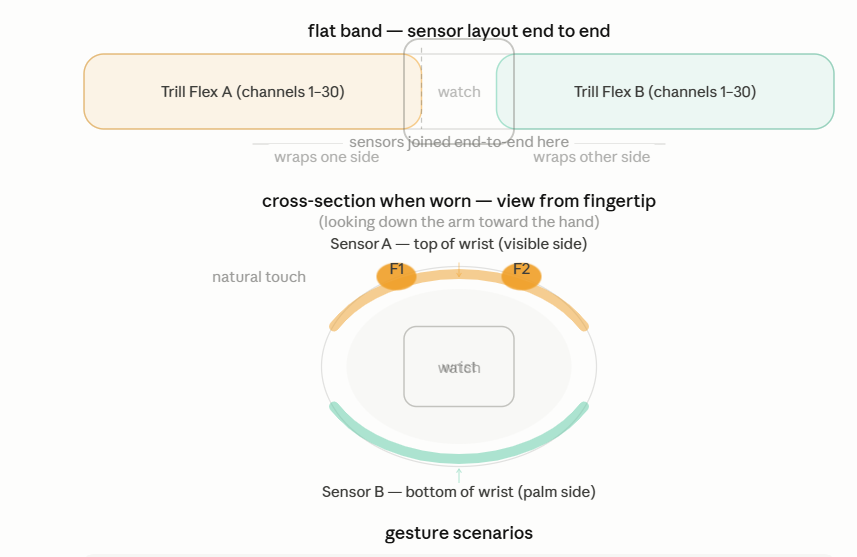 flat band — sensor layout end to end
Trill Flex A (channels 1–30)
watch
Trill Flex B (channels 1–30)
sensors joined end-to-end here
wraps one side
wraps other side
cross-section when worn — view from fingertip
(looking down the arm toward the hand)
Sensor A — top of wrist (visible side)
natural touch
F1
F2
watch
wrist
Sensor B — bottom of wrist (palm side)
gesture scenarios